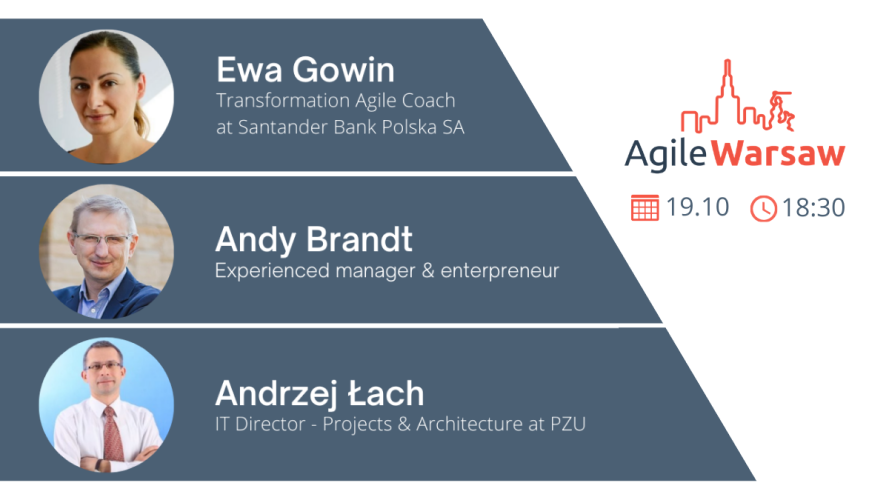 Ewa Gowin
Transformation Agile Coach
at Santander Bank Polska SA
Andy Brandt
Experienced manager & enterpreneur
Andrzej Łach
IT Director - Projects & Architecture at PZU
AgileWarsaw
19.10 18:30